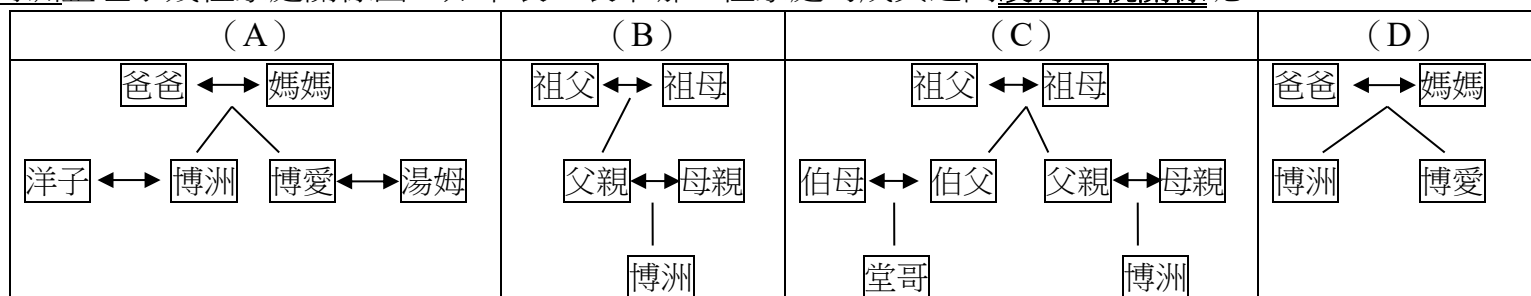 (A) (B) (C) (D)
爸爸 媽媽 祖父 祖母 祖父 祖母 爸爸 媽媽
洋子 博洲 博愛 湯姆 父親 母親 伯母 伯父 父親 母親 博洲 博愛
博洲 堂哥 博洲